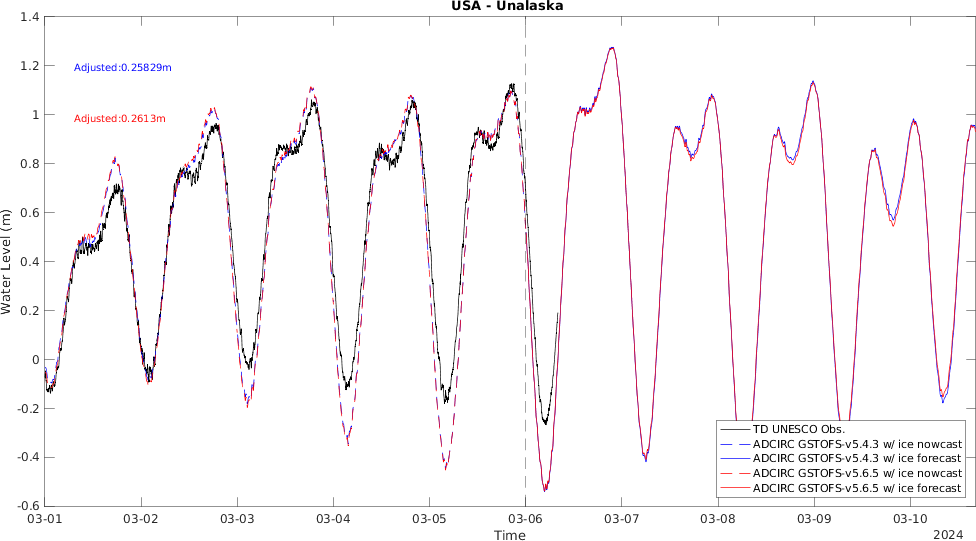 USA - Unalaska
1.4
1.2
1
0.8
0.6
0.4
0.2
0
-0.2
-0.4
-0.6
Water Level (m)
Adjusted:0.25829m
Adjusted:0.2613m
TD UNESCO Obs.
ADCIRC GSTOFS-v5.4.3 w/ ice nowcast
ADCIRC GSTOFS-v5.4.3 w/ ice forecast
ADCIRC GSTOFS-v5.6.5 w/ ice nowcast
ADCIRC GSTOFS-v5.6.5 w/ ice forecast
03-01 03-02 03-03 03-04 03-05 03-06 03-07 03-08 03-09 03-10
Time
2024